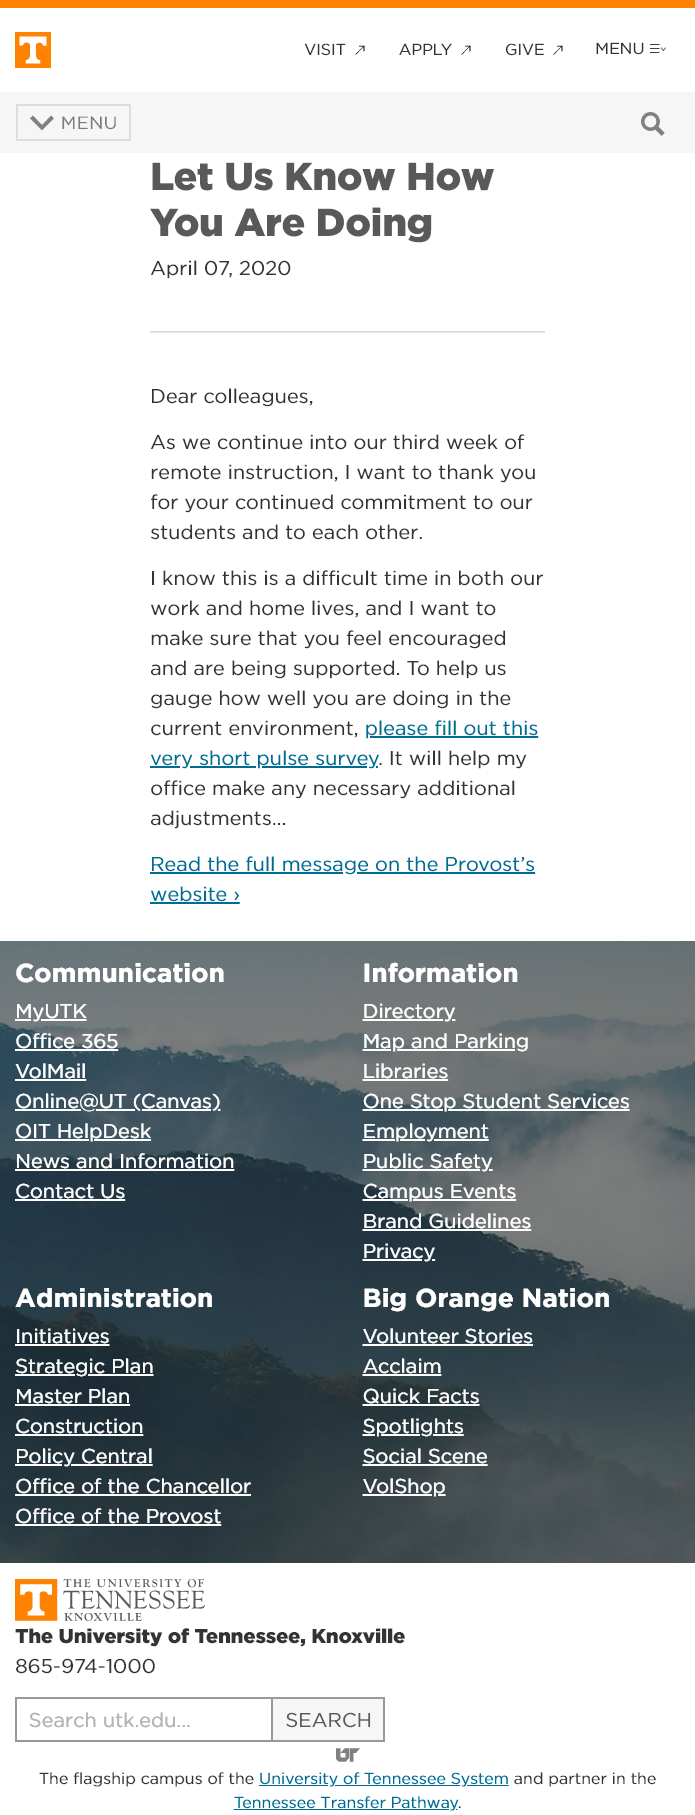 T
VISIT
APPLY
GIVE
MENU
MENU
Let Us Know How
You Are Doing
April 07, 2020
Dear colleagues,
As we continue into our third week of
remote instruction, I want to thank you
for your continued commitment to our
students and to each other.
I know this is a difficult time in both our
work and home lives, and I want to
make sure that you feel encouraged
and are being supported. To help us
gauge how well you are doing in the
current environment, please fill out this
very short pulse survey. It will help my
office make any necessary additional
adjustments...
Read the full message on the Provost’s
website ›
Communication
MyUTK
Office 365
VolMail
Online@UT (Canvas)
OIT HelpDesk
News and Information
Contact Us
Information
Directory
Map and Parking
Libraries
One Stop Student Services
Employment
Public Safety
Campus Events
Brand Guidelines
Privacy
Administration
Initiatives
Strategic Plan
Master Plan
Construction
Policy Central
Office of the Chancellor
Office of the Provost
Big Orange Nation
Volunteer Stories
Acclaim
Quick Facts
Spotlights
Social Scene
VolShop
T
THE UNIVERSITY OF
TENNESSEE
KNOXVILLE
The University of Tennessee, Knoxville
865-974-1000
Search utk.edu...
SEARCH
UT
The flagship campus of the University of Tennessee System and partner in the
Tennessee Transfer Pathway.